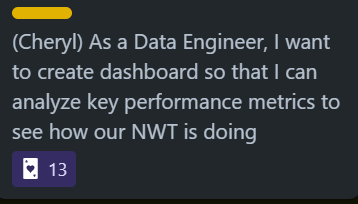 (Cheryl) As a Data Engineer, I want
to create dashboard so that I can
analyze key performance metrics to
see how our NWT is doing
13